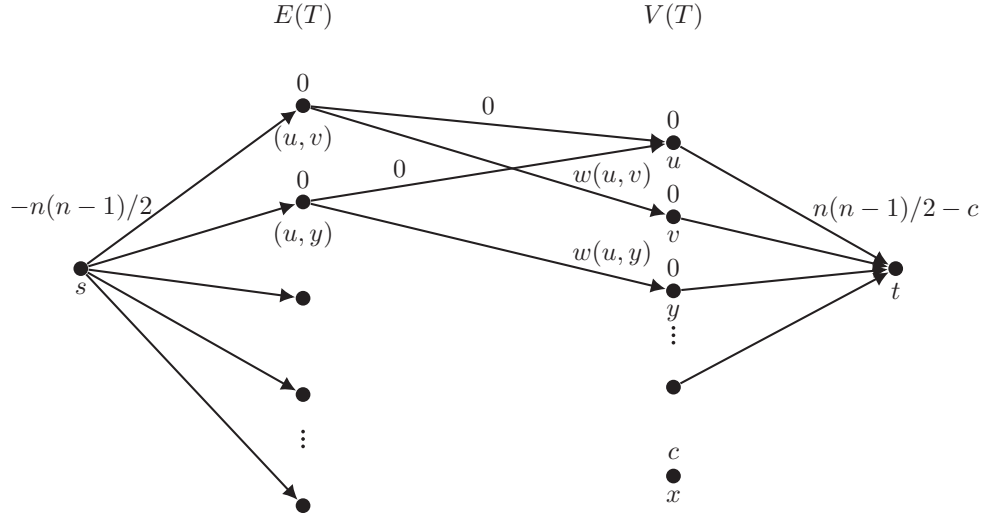 E(T) V(T)
0
0
0
(u, v)
u
0
0
w(u, v)
−n(n − 1)/2
0
n(n − 1)/2 − c
(u, y)
v
w(u, y)
0
s
t
y
⋮
⋮
c
x